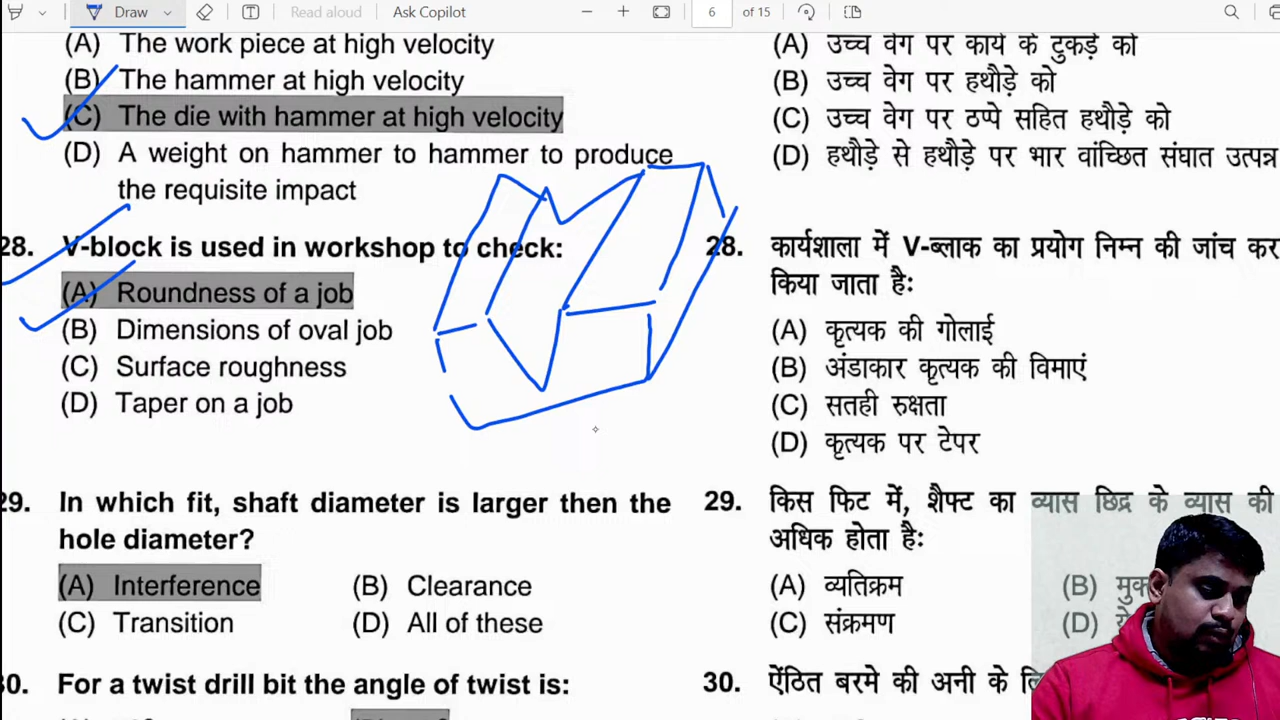 Draw
Read aloud
Ask Copilot
6
of 15
(A) The work piece at high velocity
(B) The hammer at high velocity
(C) The die with hammer at high velocity
(D) A weight on hammer to hammer to produce
the requisite impact
28. V-block is used in workshop to check:
(A) Roundness of a job
(B) Dimensions of oval job
(C) Surface roughness
(D) Taper on a job
29. In which fit, shaft diameter is larger then the
hole diameter?
(A) Interference
(B) Clearance
(C) Transition
(D) All of these
30. For a twist drill bit the angle of twist is:
(A) उच्च वेग पर कार्य के टुकड़े को
(B) उच्च वेग पर हथौड़े को
(C) उच्च वेग पर ठप्पे सहित हथौड़े को
(D) हथौड़े से हथौड़े पर भार वांच्छित संघात उत्पन्न
28. कार्यशाला में V-ब्लाक का प्रयोग निम्न की जांच कर
किया जाता है:
(A) कृत्यक की गोलाई
(B) अंडाकार कृत्यक की विमाएं
(C) सतही रुक्षता
(D) कृत्यक पर टेपर
29. किस फिट में, शैफ्ट का व्यास छिद्र के व्यास की
अधिक होता है:
(A) व्यतिक्रम
(B)
(C) संक्रमण
(D)
30. ऐंठित बरमे की अनी के